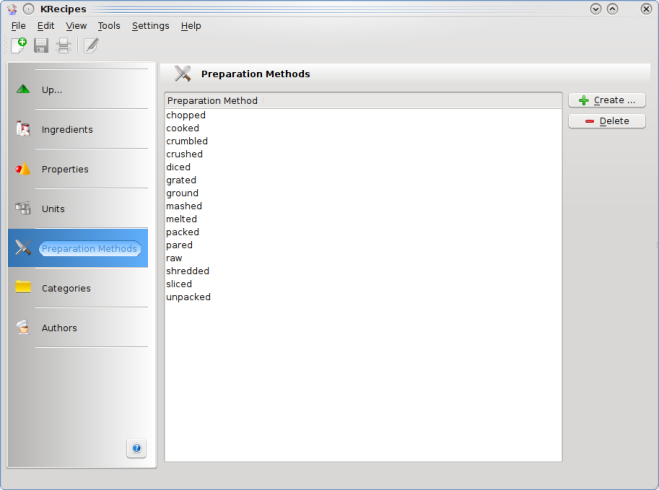 KRecipes
File Edit View Tools Settings Help
Preparation Methods
Up...
Ingredients
Properties
Units
Preparation Methods
Categories
Authors
Preparation Method
chopped
cooked
crumbled
crushed
diced
grated
ground
mashed
melted
packed
pared
raw
shredded
sliced
unpacked
Create ...
Delete